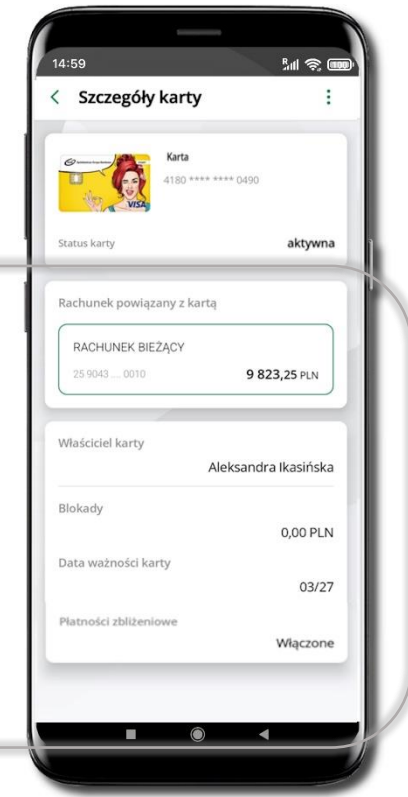 14:59
Szczegóły karty
Karta
4180 **** **** 0490
VISA
Status karty aktywna
Rachunek powiązany z kartą
RACHUNEK BIEŻĄCY
25 9043 .... 0010 9 823,25 PLN
Właściciel karty
Aleksandra Ikasińska
Blokady
0,00 PLN
Data ważności karty
03/27
Płatności zbliżeniowe
Włączone